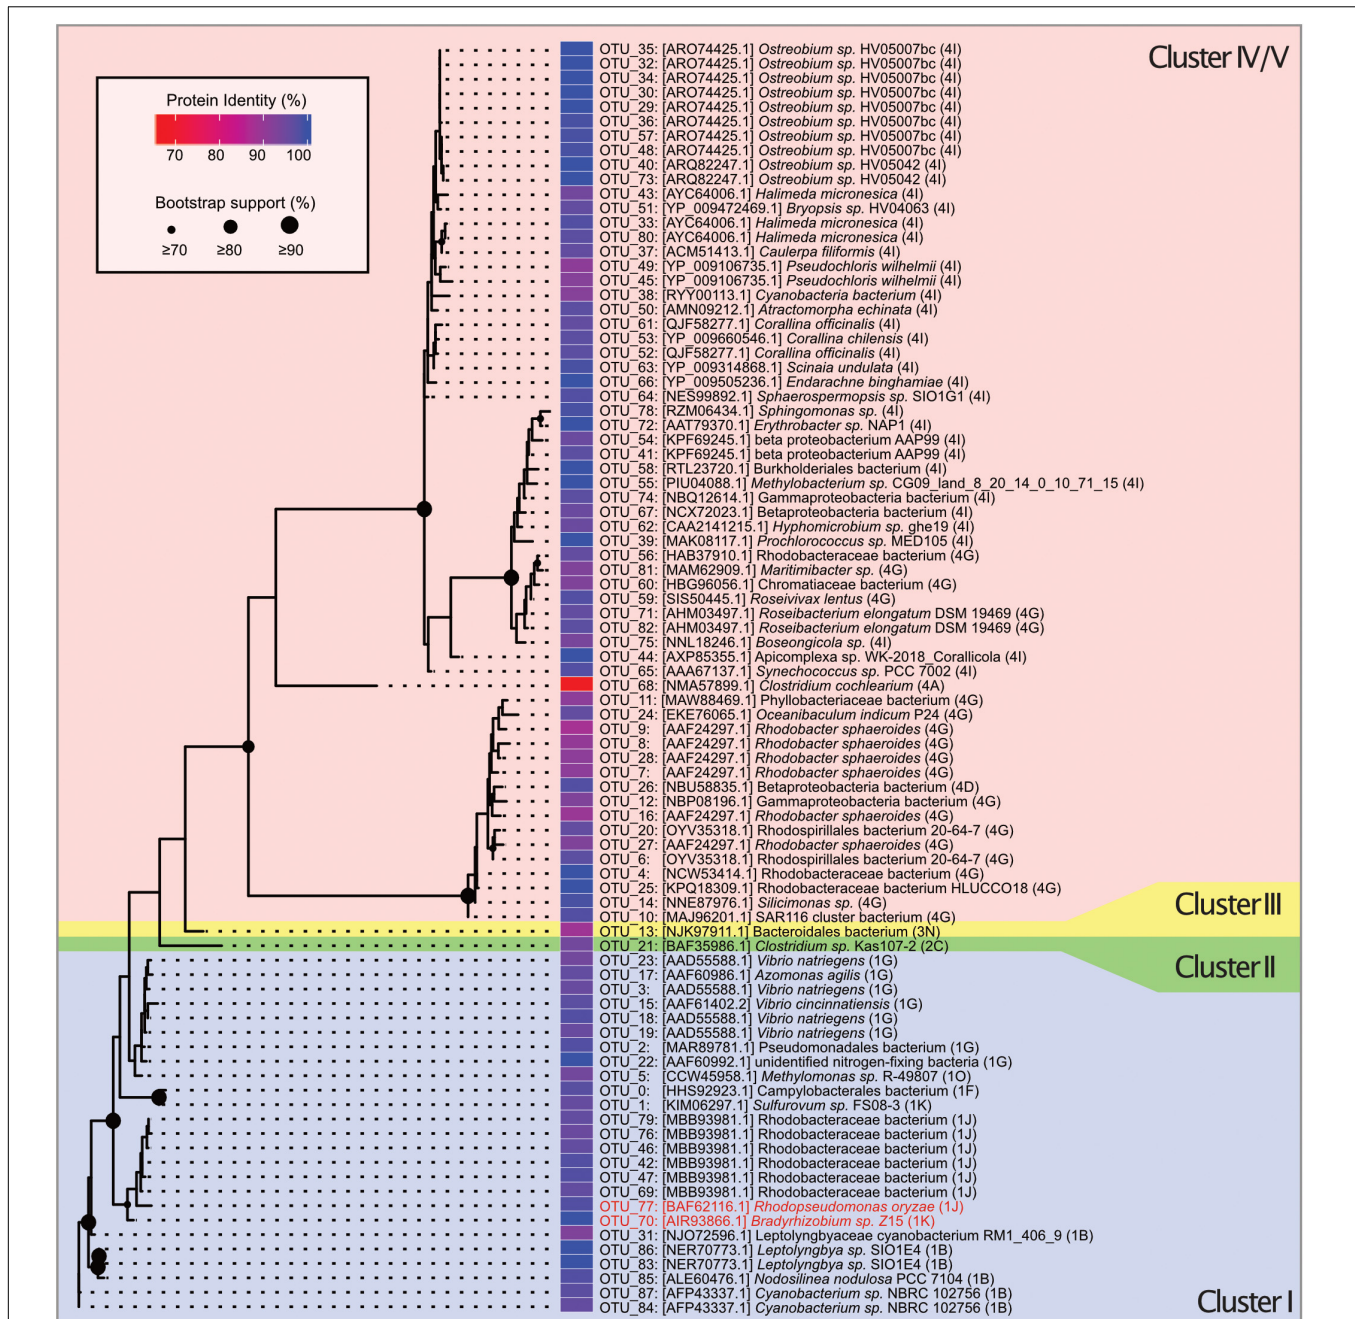 Cluster IV/V
Protein Identity (%)
70 80 90 100
Bootstrap support (%)
≥70 ≥80 ≥90
OTU_35: [ARO74425.1] Ostreobium sp. HV05007bc (4I)
OTU_32: [ARO74425.1] Ostreobium sp. HV05007bc (4I)
OTU_34: [ARO74425.1] Ostreobium sp. HV05007bc (4I)
OTU_30: [ARO74425.1] Ostreobium sp. HV05007bc (4I)
OTU_29: [ARO74425.1] Ostreobium sp. HV05007bc (4I)
OTU_36: [ARO74425.1] Ostreobium sp. HV05007bc (4I)
OTU_57: [ARO74425.1] Ostreobium sp. HV05007bc (4I)
OTU_48: [ARO74425.1] Ostreobium sp. HV05007bc (4I)
OTU_40: [ARQ82247.1] Ostreobium sp. HV05042 (4I)
OTU_73: [ARQ82247.1] Ostreobium sp. HV05042 (4I)
OTU_43: [AYC64006.1] Halimeda micronesica (4I)
OTU_51: [YP_009472469.1] Bryopsis sp. HV04063 (4I)
OTU_33: [AYC64006.1] Halimeda micronesica (4I)
OTU_80: [AYC64006.1] Halimeda micronesica (4I)
OTU_37: [ACM51413.1] Caulerpa filiformis (4I)
OTU_49: [YP_009106735.1] Pseudochloris wilhelmii (4I)
OTU_45: [YP_009106735.1] Pseudochloris wilhelmii (4I)
OTU_38: [RYY00113.1] Cyanobacteria bacterium (4I)
OTU_50: [AMN09212.1] Atractomorpha echinata (4I)
OTU_61: [QJF58277.1] Corallina officinalis (4I)
OTU_53: [YP_009660546.1] Corallina chilensis (4I)
OTU_52: [QJF58277.1] Corallina officinalis (4I)
OTU_63: [YP_009314868.1] Scinaia undulata (4I)
OTU_66: [YP_009505236.1] Endarachne binghamiae (4I)
OTU_64: [NES99892.1] Sphaerospermopsis sp. SIO1G1 (4I)
OTU_78: [RZM06434.1] Sphingomonas sp. (4I)
OTU_72: [AAT79370.1] Erythrobacter sp. NAP1 (4I)
OTU_54: [KPF69245.1] beta proteobacterium AAP99 (4I)
OTU_41: [KPF69245.1] beta proteobacterium AAP99 (4I)
OTU_58: [RTL23720.1] Burkholderiales bacterium (4I)
OTU_55: [PIU04088.1] Methylobacterium sp. CG09_land_8_20_14_0_10_71_15 (4I)
OTU_74: [NBQ12614.1] Gammaproteobacteria bacterium (4I)
OTU_67: [NCX72023.1] Betaproteobacteria bacterium (4I)
OTU_62: [CAA2141215.1] Hyphomicrobium sp. ghe19 (4I)
OTU_39: [MAK08117.1] Prochlorococcus sp. MED105 (4I)
OTU_56: [HAB37910.1] Rhodobacteraceae bacterium (4G)
OTU_81: [MAM62909.1] Maritimibacter sp. (4G)
OTU_60: [HBG96056.1] Chromatiaceae bacterium (4G)
OTU_59: [SIS50445.1] Roseivivax lentus (4G)
OTU_71: [AHM03497.1] Roseibacterium elongatum DSM 19469 (4G)
OTU_82: [AHM03497.1] Roseibacterium elongatum DSM 19469 (4G)
OTU_75: [NNL18246.1] Boseongicola sp. (4I)
OTU_44: [AXP85355.1] Apicomplexa sp. WK-2018_Corallicola (4I)
OTU_65: [AAA67137.1] Synechococcus sp. PCC 7002 (4I)
OTU_68: [NMA57899.1] Clostridium cochlearium (4A)
OTU_11: [MAW88469.1] Phyllobacteriaceae bacterium (4G)
OTU_24: [EKE76065.1] Oceanibaculum indicum P24 (4G)
OTU_9: [AAF24297.1] Rhodobacter sphaeroides (4G)
OTU_8: [AAF24297.1] Rhodobacter sphaeroides (4G)
OTU_28: [AAF24297.1] Rhodobacter sphaeroides (4G)
OTU_7: [AAF24297.1] Rhodobacter sphaeroides (4G)
OTU_26: [NBU58835.1] Betaproteobacteria bacterium (4D)
OTU_12: [NBP08196.1] Gammaproteobacteria bacterium (4G)
OTU_16: [AAF24297.1] Rhodobacter sphaeroides (4G)
OTU_20: [OYV35318.1] Rhodospirillales bacterium 20-64-7 (4G)
OTU_27: [AAF24297.1] Rhodobacter sphaeroides (4G)
OTU_6: [OYV35318.1] Rhodospirillales bacterium 20-64-7 (4G)
OTU_4: [NCW53414.1] Rhodobacteraceae bacterium (4G)
OTU_25: [KPQ18309.1] Rhodobacteraceae bacterium HLUCCO18 (4G)
OTU_14: [NNE87976.1] Silicimonas sp. (4G)
Cluster III
OTU_10: [MAJ96201.1] SAR116 cluster bacterium (4G)
OTU_13: [NJK97911.1] Bacteroidales bacterium (3N)
OTU_21: [BAF35986.1] Clostridium sp. Kas107-2 (2C)
OTU_23: [AAD55588.1] Vibrio natriegens (1G)
Cluster II
OTU_17: [AAF60986.1] Azomonas agilis (1G)
OTU_3: [AAD55588.1] Vibrio natriegens (1G)
OTU_15: [AAF61402.2] Vibrio cincinnatiensis (1G)
OTU_18: [AAD55588.1] Vibrio natriegens (1G)
OTU_19: [AAD55588.1] Vibrio natriegens (1G)
OTU_2: [MAR89781.1] Pseudomonadales bacterium (1G)
OTU_22: [AAF60992.1] unidentified nitrogen-fixing bacteria (1G)
OTU_5: [CCW45958.1] Methylomonas sp. R-49807 (1O)
OTU_0: [HHS92923.1] Campylobacterales bacterium (1F)
OTU_1: [KIM06297.1] Sulfurovum sp. FS08-3 (1K)
OTU_79: [MBB93981.1] Rhodobacteraceae bacterium (1J)
OTU_76: [MBB93981.1] Rhodobacteraceae bacterium (1J)
OTU_46: [MBB93981.1] Rhodobacteraceae bacterium (1J)
OTU_42: [MBB93981.1] Rhodobacteraceae bacterium (1J)
OTU_47: [MBB93981.1] Rhodobacteraceae bacterium (1J)
OTU_69: [MBB93981.1] Rhodobacteraceae bacterium (1J)
OTU_77: [BAF62116.1] Rhodopseudomonas oryzae (1J)
OTU_70: [AIR93866.1] Bradyrhizobium sp. Z15 (1K)
OTU_31: [NJO72596.1] Leptolyngbyaceae cyanobacterium RM1_406_9 (1B)
OTU_86: [NER70773.1] Leptolyngbya sp. SIO1E4 (1B)
OTU_83: [NER70773.1] Leptolyngbya sp. SIO1E4 (1B)
OTU_85: [ALE60476.1] Nodosilinea nodulosa PCC 7104 (1B)
OTU_87: [AFP43337.1] Cyanobacterium sp. NBRC 102756 (1B)
OTU_84: [AFP43337.1] Cyanobacterium sp. NBRC 102756 (1B)
Cluster I